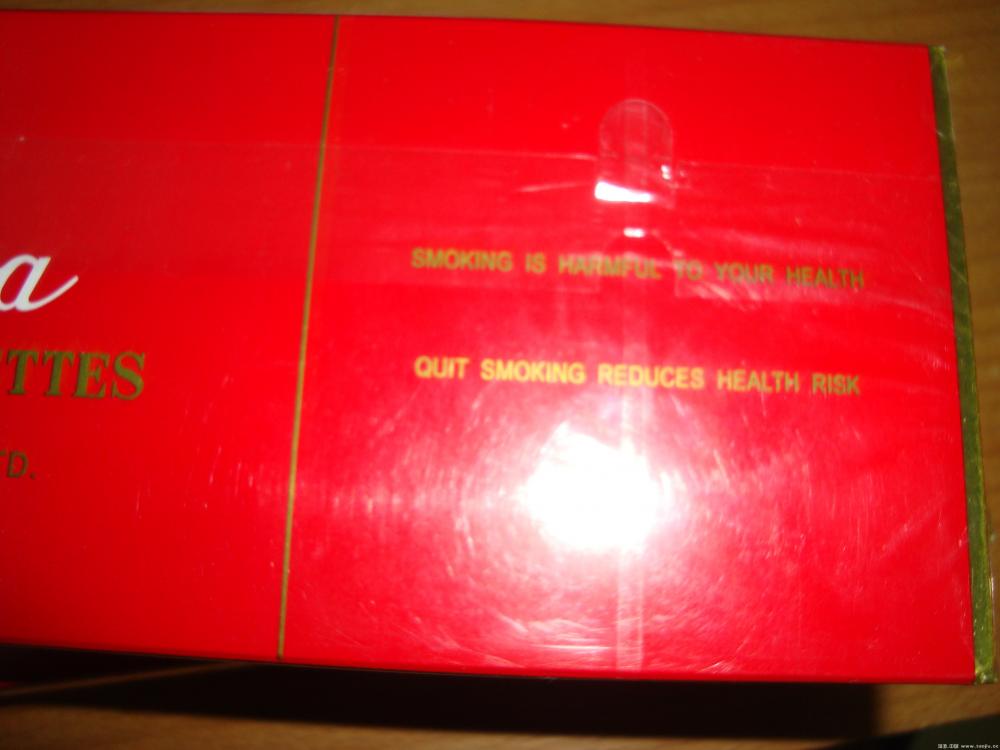 a
TTES
TD.
SMOKING IS HARMFUL TO YOUR HEALTH
QUIT SMOKING REDUCES HEALTH RISK